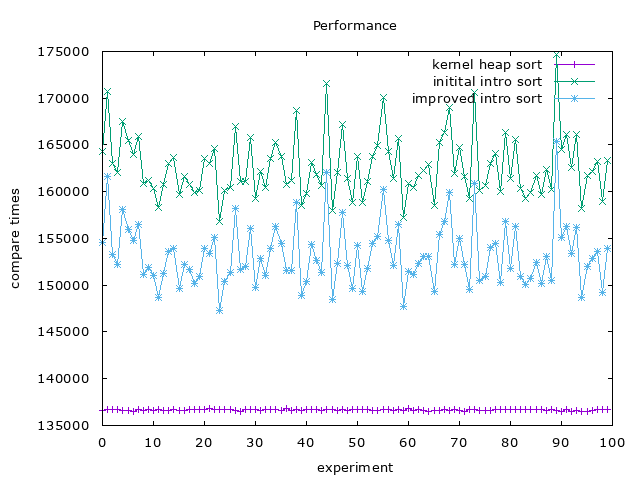 Performance
kernel heap sort
initital intro sort
improved intro sort
compare times
175000
170000
165000
160000
155000
150000
145000
140000
135000
0 10 20 30 40 50 60 70 80 90 100
experiment